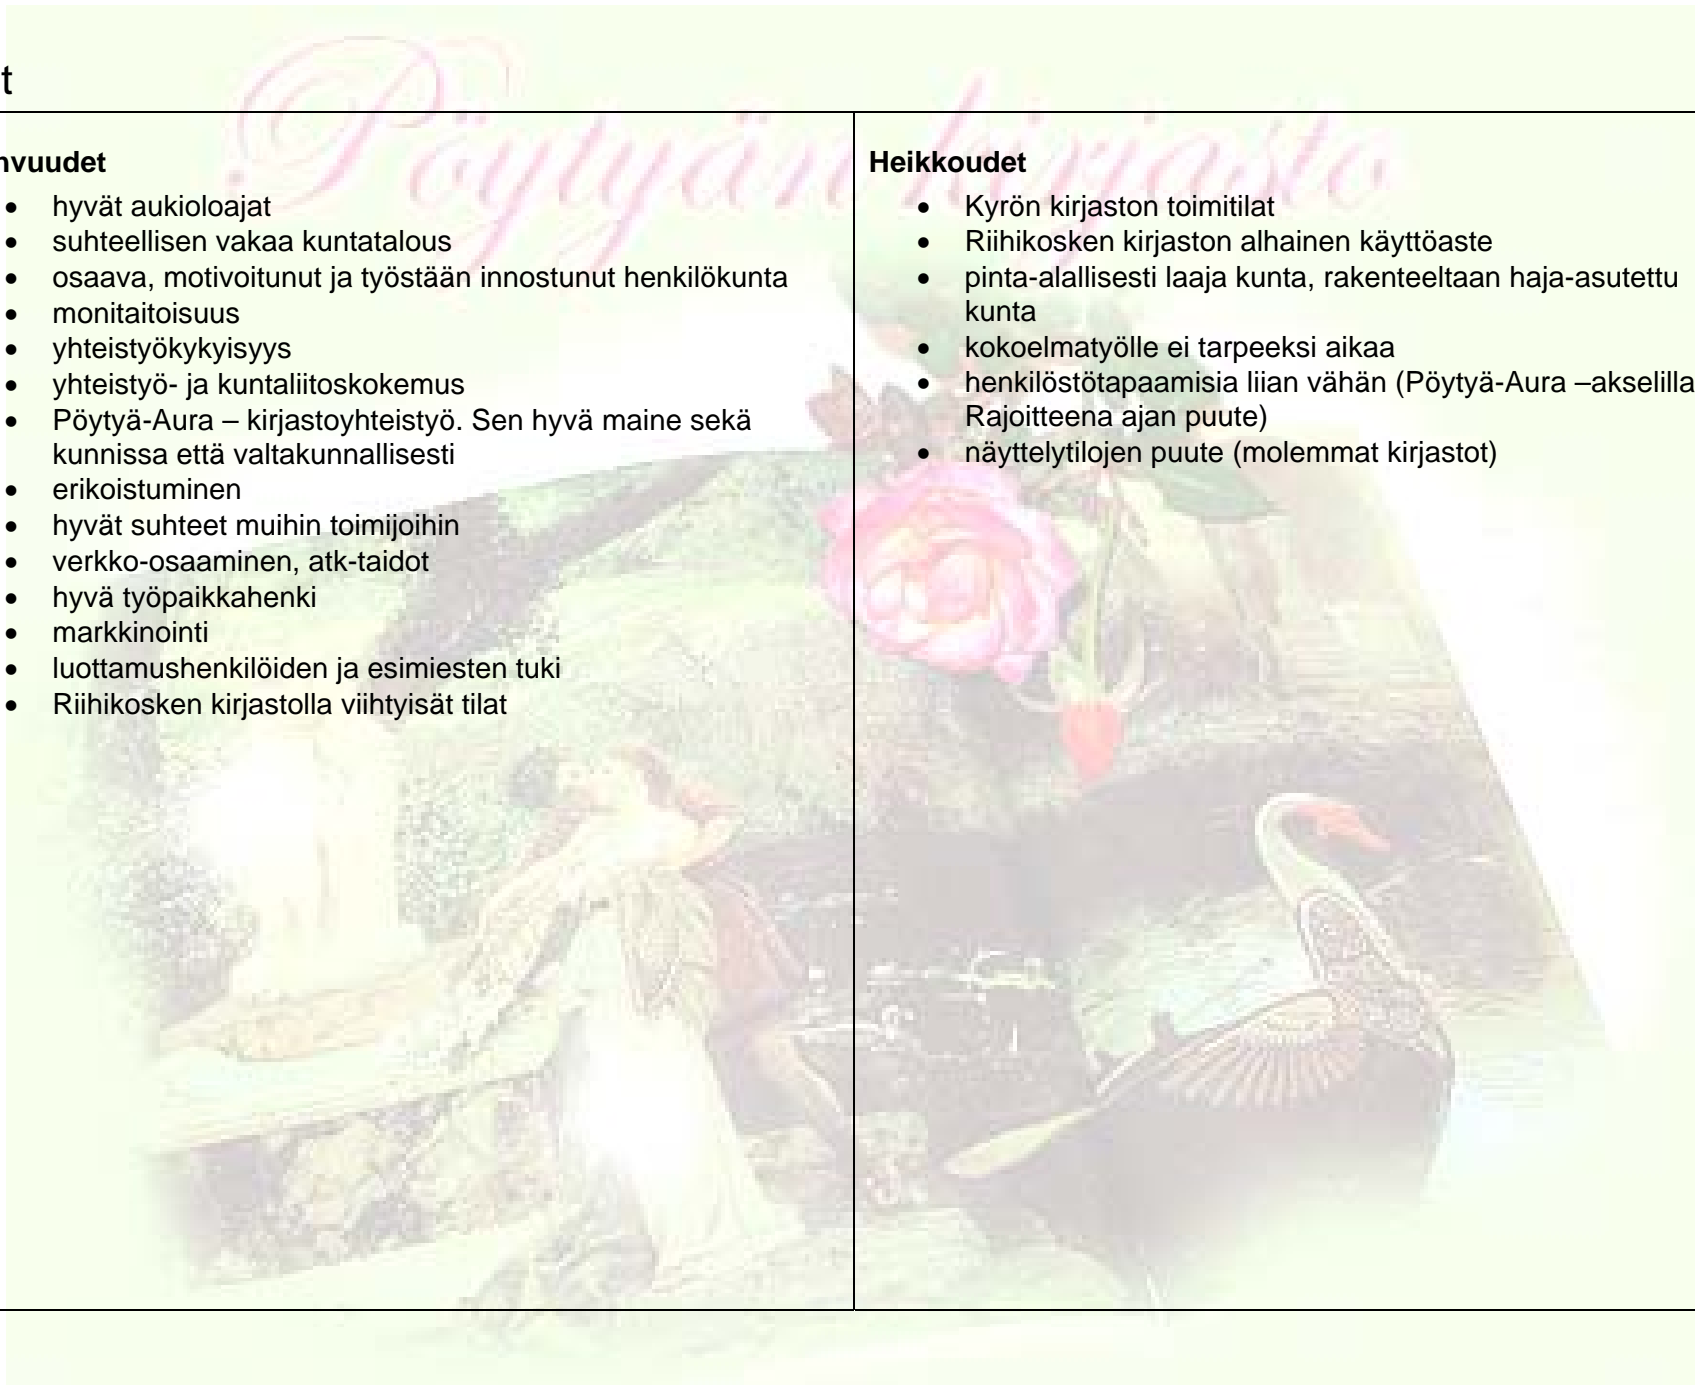 t
Pöytyän kirjasto
nvuudet
• hyvät aukioloajat
• suhteellisen vakaa kuntatalous
• osaava, motivoitunut ja työstään innostunut henkilökunta
• monitaitoisuus
• yhteistyökykyisyys
• yhteistyö- ja kuntaliitoskokemus
• Pöytyä-Aura – kirjastoyhteistyö. Sen hyvä maine sekä
kunnissa että valtakunnallisesti
• erikoistuminen
• hyvät suhteet muihin toimijoihin
• verkko-osaaminen, atk-taidot
• hyvä työpaikkahenki
• markkinointi
• luottamushenkilöiden ja esimiesten tuki
• Riihikosken kirjastolla viihtyisät tilat
Heikkoudet
• Kyrön kirjaston toimitilat
• Riihikosken kirjaston alhainen käyttöaste
• pinta-alallisesti laaja kunta, rakenteeltaan haja-asutettu
kunta
• kokoelmatyölle ei tarpeeksi aikaa
• henkilöstötapaamisia liian vähän (Pöytyä-Aura –akselilla
Rajoitteena ajan puute)
• näyttelytilojen puute (molemmat kirjastot)